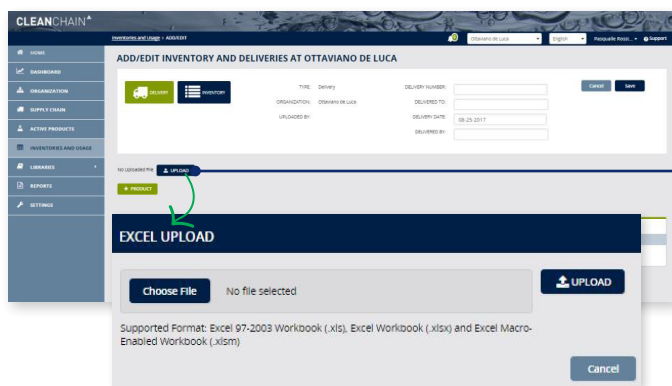 CLEANCHAIN
Inventories and Usage > ADD/EDIT
Ottaviano de Luca
English
Pasqualle Rossi...
Support
HOME
DASHBOARD
ORGANIZATION
SUPPLY CHAIN
ACTIVE PRODUCTS
INVENTORIES AND USAGE
LIBRARIES
REPORTS
SETTINGS
ADD/EDIT INVENTORY AND DELIVERIES AT OTTAVIANO DE LUCA
DELIVERY
INVENTORY
TYPE: Delivery
ORGANIZATION: Ottaviano de Luca
UPLOADED BY:
DELIVERY NUMBER:
DELIVERED TO:
DELIVERY DATE: 08-25-2017
DELIVERED BY:
Cancel
Save
No uploaded File
UPLOAD
+ PRODUCT
EXCEL UPLOAD
Choose File
No file selected
UPLOAD
Supported Format: Excel 97-2003 Workbook (.xls), Excel Workbook (.xlsx) and Excel Macro-
Enabled Workbook (.xlsm)
Cancel